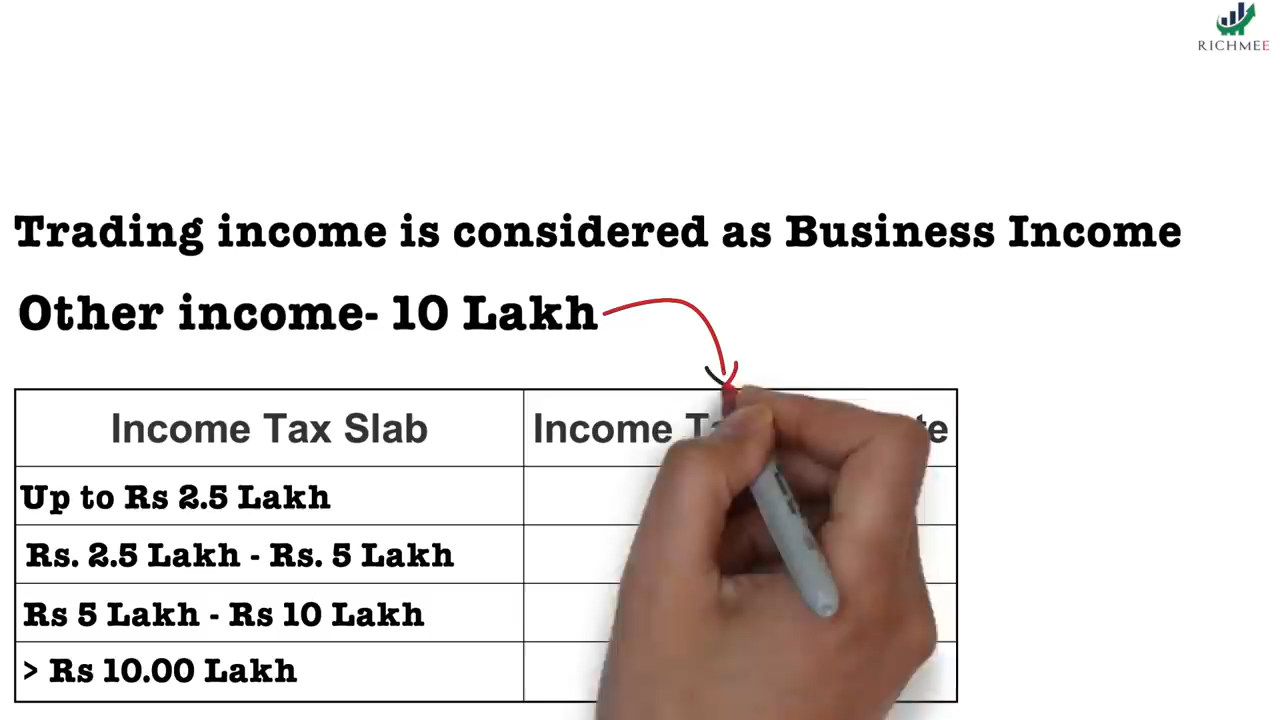 RICHMEE
Trading income is considered as Business Income
Other income- 10 Lakh
Income Tax Slab
Income
Up to Rs 2.5 Lakh
Rs. 2.5 Lakh - Rs. 5 Lakh
Rs 5 Lakh - Rs 10 Lakh
> Rs 10.00 Lakh